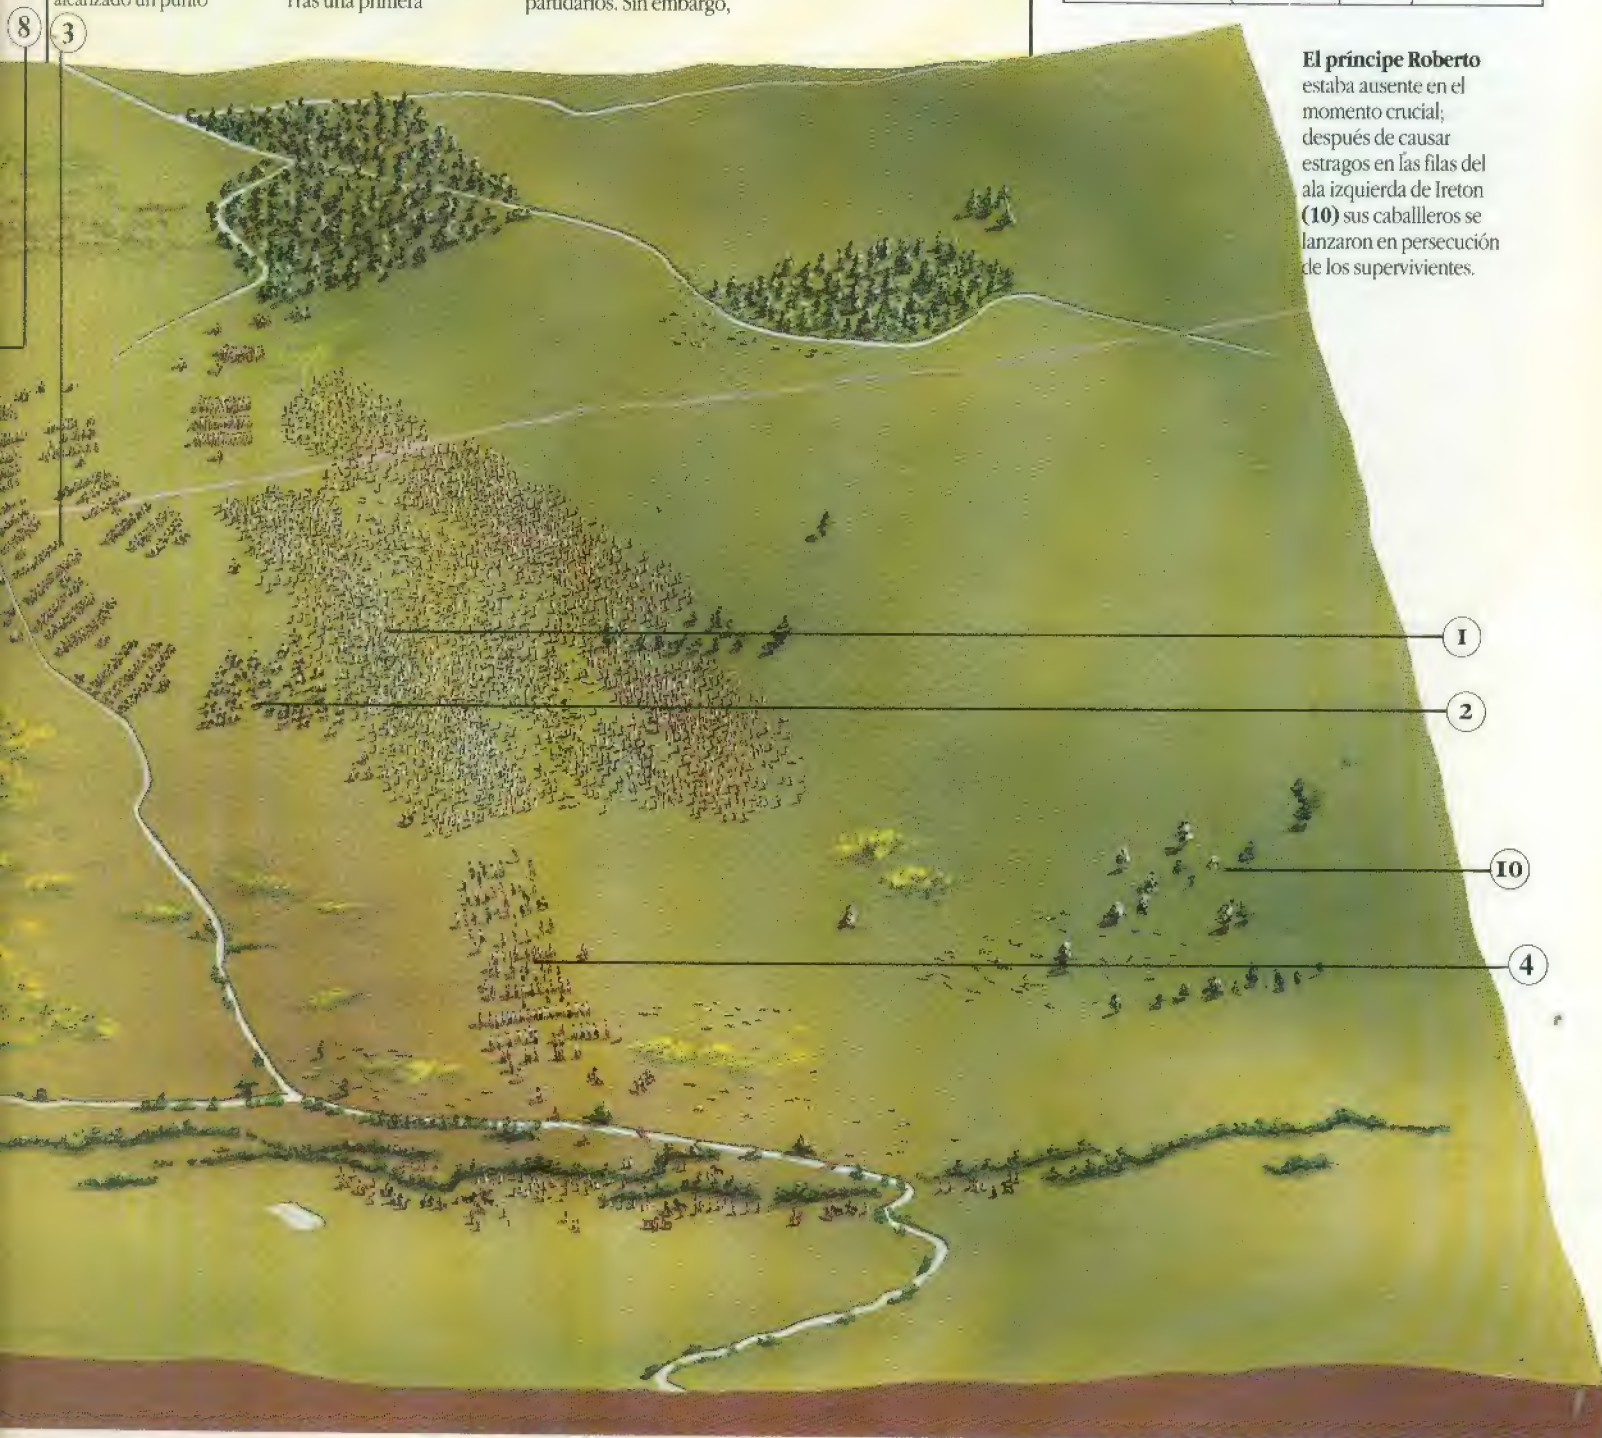 alcanzado un punto
Tras una primera
partidarios. Sin embargo,
8
3
El príncipe Roberto
estaba ausente en el
momento crucial;
después de causar
estragos en las filas del
ala izquierda de Ireton
(10) sus caballleros se
lanzaron en persecución
de los supervivientes.
1
2
10
4